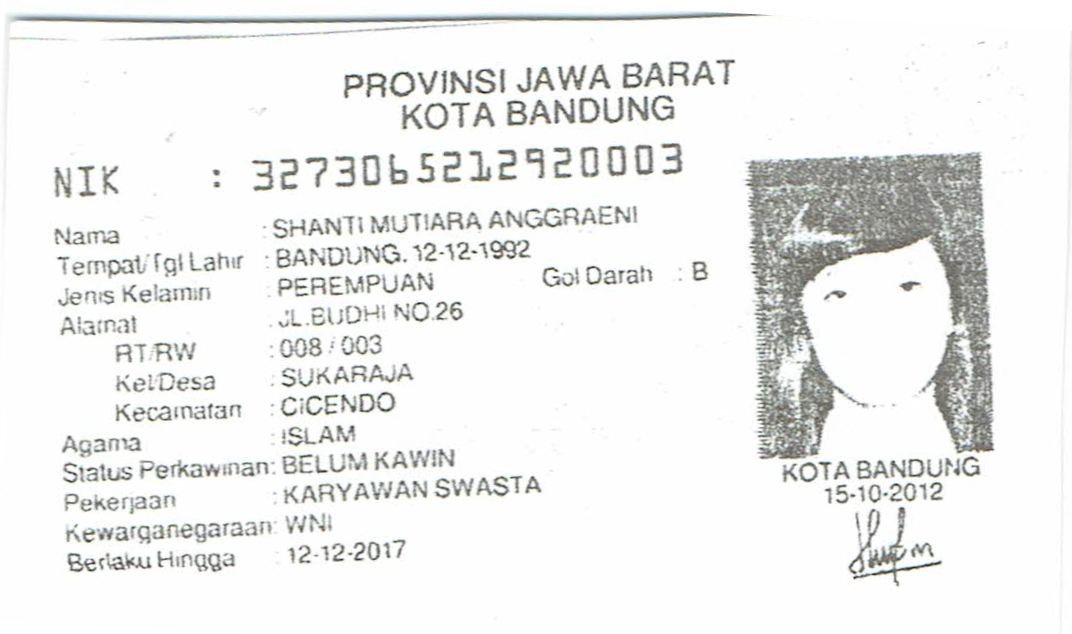 PROVINSI JAWA BARAT
KOTA BANDUNG
NIK : 3273065212920003
Nama : SHANTI MUTIARA ANGGRAENI
Tempat/Tgl Lahir : BANDUNG, 12-12-1992
Jenis Kelamin : PEREMPUAN Gol Darah : B
Alamat : JL.BUDHI NO.26
RT/RW : 008 / 003
Kel/Desa : SUKARAJA
Kecamatan : CICENDO
Agama : ISLAM
Status Perkawinan: BELUM KAWIN
Pekerjaan : KARYAWAN SWASTA
Kewarganegaraan: WNI
Berlaku Hingga : 12-12-2017
KOTA BANDUNG
15-10-2012